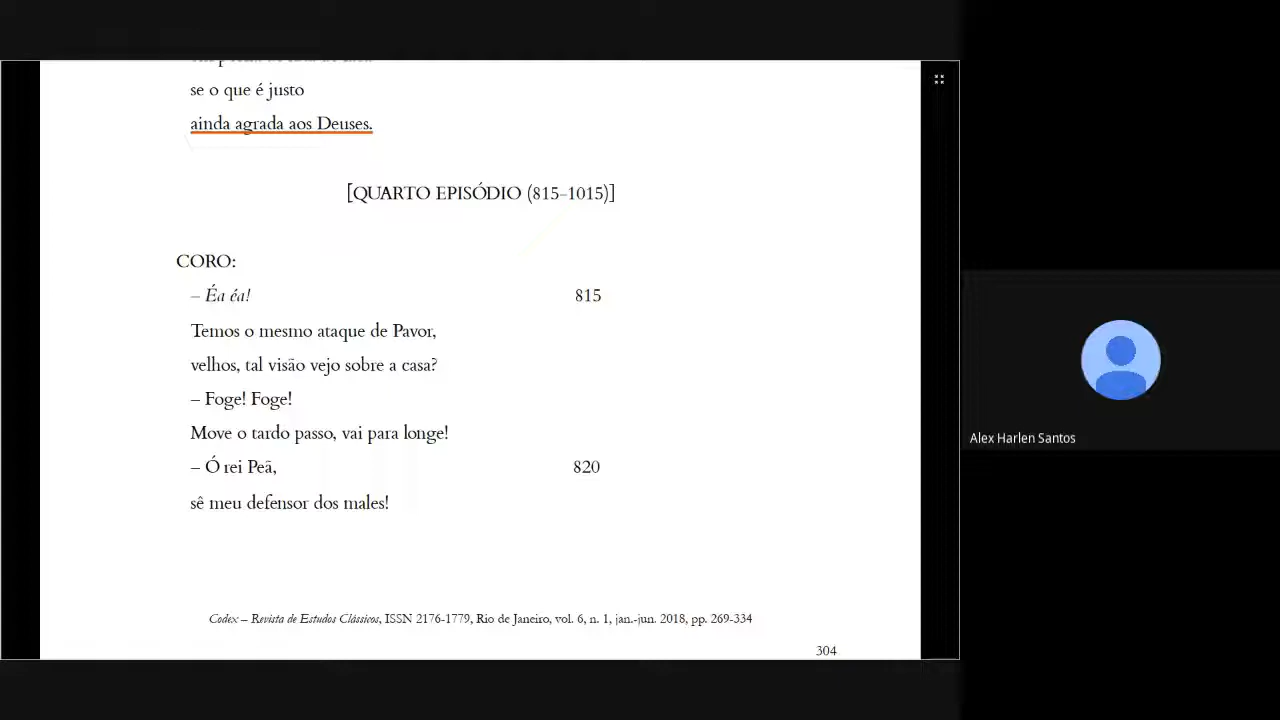 se o que é justo
ainda agrada aos Deuses.
[QUARTO EPISÓDIO (815-1015)]
CORO:
– Éa éa! 815
Temos o mesmo ataque de Pavor,
velhos, tal visão vejo sobre a casa?
– Foge! Foge!
Move o tardo passo, vai para longe!
– Ó rei Peã, 820
sê meu defensor dos males!
Codex – Revista de Estudos Clássicos, ISSN 2176-1779, Rio de Janeiro, vol. 6, n. 1, jan.-jun. 2018, pp. 269-334
304
Alex Harlen Santos